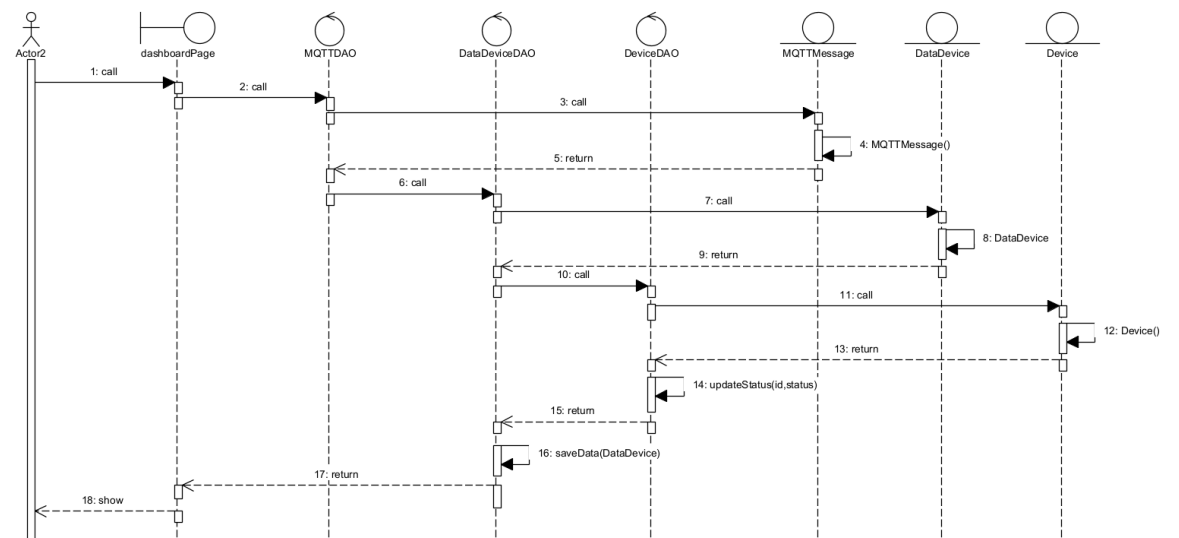 Actor2
dashboardPage
MQTTDAO
DataDeviceDAO
DeviceDAO
MQTTMessage
DataDevice
Device
1: call
2: call
3: call
4: MQTTMessage()
5: return
6: call
7: call
8: DataDevice
9: return
10: call
11: call
12: Device()
13: return
14: updateStatus(id,status)
15: return
16: saveData(DataDevice)
17: return
18: show